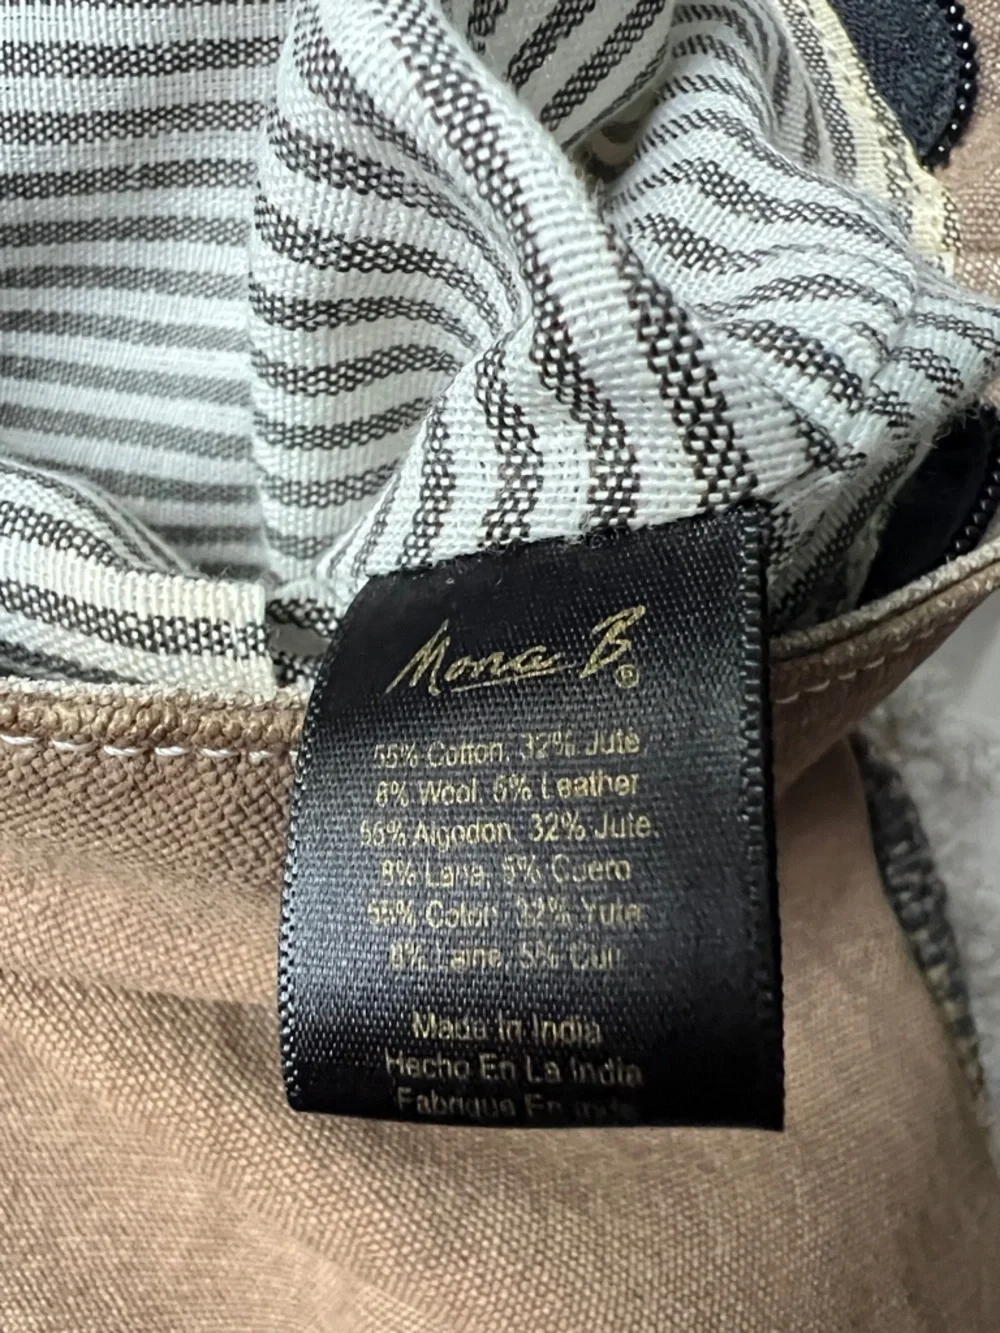 Mona B.®
55% Cotton, 32% Jute
8% Wool, 5% Leather
55% Algodon, 32% Jute.
8% Lana, 5% Cuero
55% Coton 32% Yute
8% Laine, 5% Cuir
Made In India
Hecho En La India
Fabrique En Inde